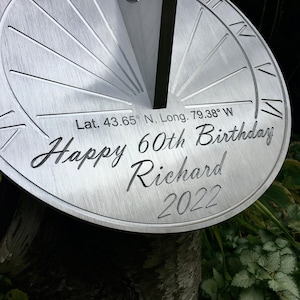 Lat. 43.65° N. Long. 79.38° W
Happy 60th Birthday
Richard
2022